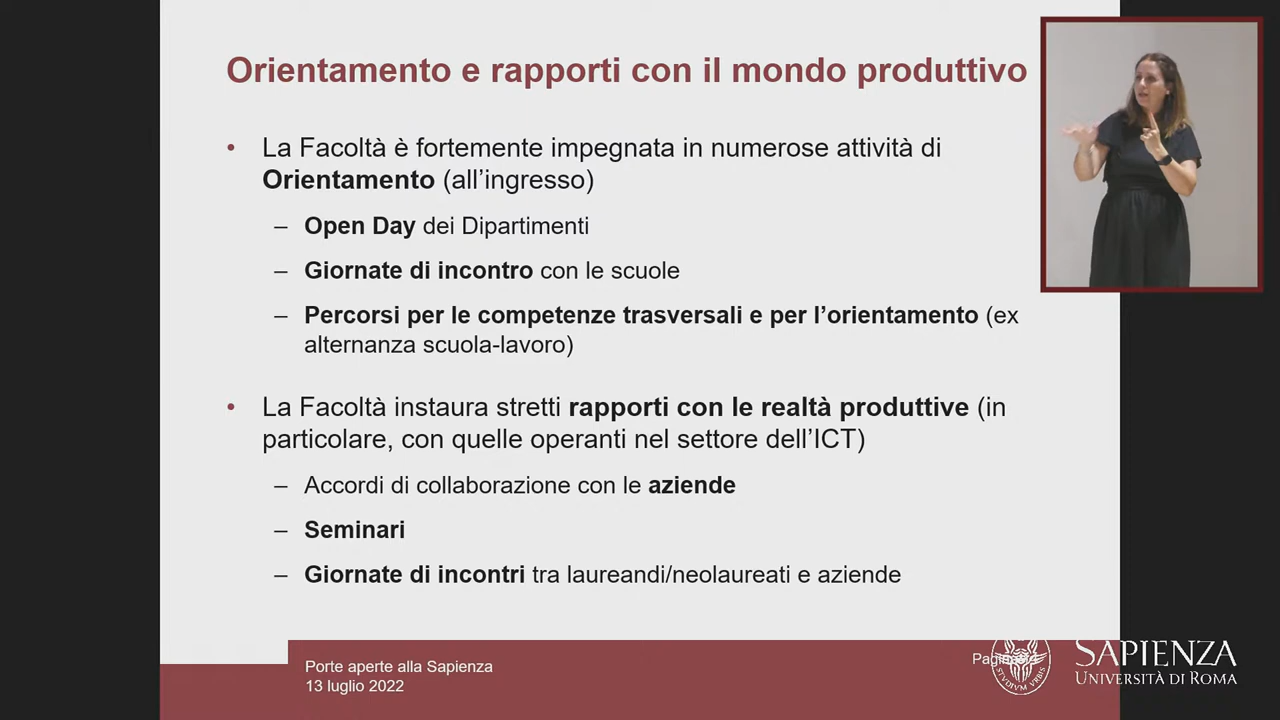 Orientamento e rapporti con il mondo produttivo
• La Facoltà è fortemente impegnata in numerose attività di
Orientamento (all’ingresso)
– Open Day dei Dipartimenti
– Giornate di incontro con le scuole
– Percorsi per le competenze trasversali e per l’orientamento (ex
alternanza scuola-lavoro)
• La Facoltà instaura stretti rapporti con le realtà produttive (in
particolare, con quelle operanti nel settore dell’ICT)
– Accordi di collaborazione con le aziende
– Seminari
– Giornate di incontri tra laureandi/neolaureati e aziende
Porte aperte alla Sapienza
13 luglio 2022
STUDIUM URBIS
SAPIENZA
UNIVERSITÀ DI ROMA